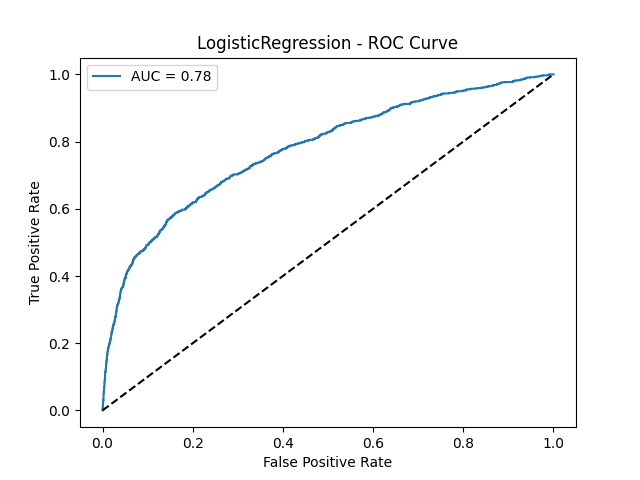 LogisticRegression - ROC Curve
AUC = 0.78
True Positive Rate
1.0
0.8
0.6
0.4
0.2
0.0
0.0 0.2 0.4 0.6 0.8 1.0
False Positive Rate